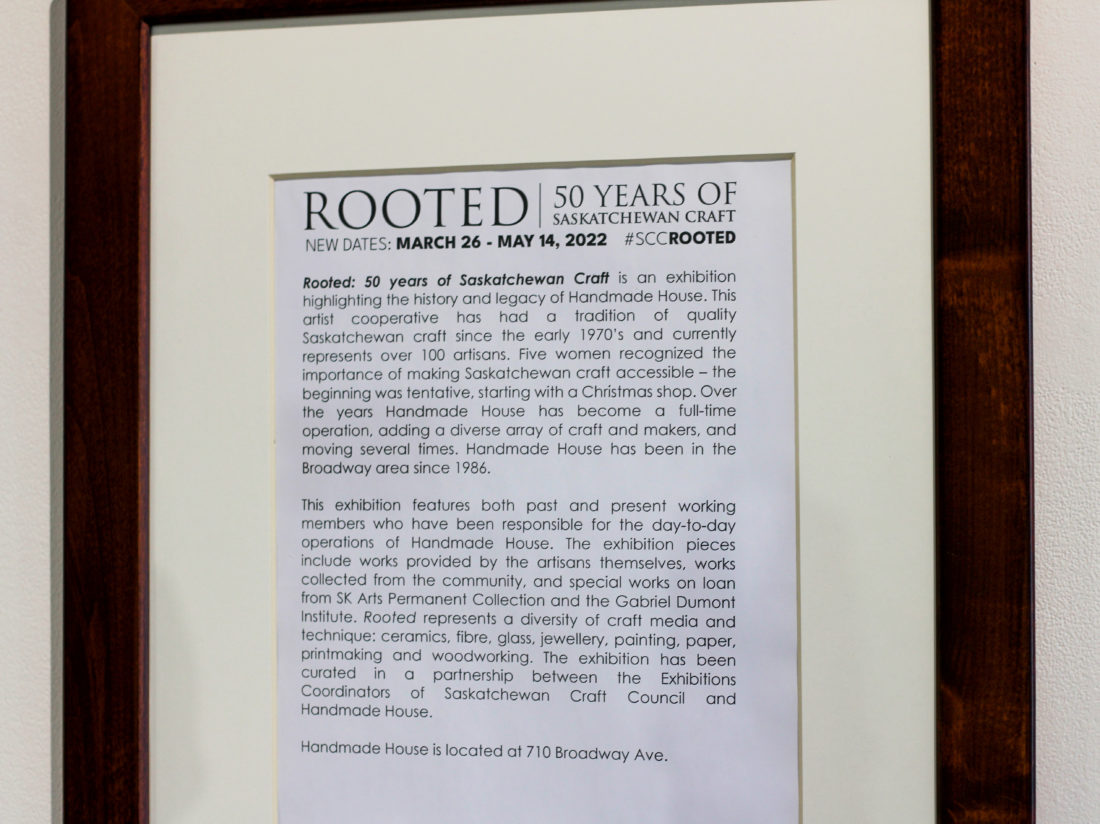 ROOTED | 50 YEARS OF
SASKATCHEWAN CRAFT
NEW DATES: MARCH 26 - MAY 14, 2022 #SCCROOTED
Rooted: 50 years of Saskatchewan Craft is an exhibition
highlighting the history and legacy of Handmade House. This
artist cooperative has had a tradition of quality
Saskatchewan craft since the early 1970's and currently
represents over 100 artisans. Five women recognized the
importance of making Saskatchewan craft accessible – the
beginning was tentative, starting with a Christmas shop. Over
the years Handmade House has become a full-time
operation, adding a diverse array of craft and makers, and
moving several times. Handmade House has been in the
Broadway area since 1986.
This exhibition features both past and present working
members who have been responsible for the day-to-day
operations of Handmade House. The exhibition pieces
include works provided by the artisans themselves, works
collected from the community, and special works on loan
from SK Arts Permanent Collection and the Gabriel Dumont
Institute. Rooted represents a diversity of craft media and
technique: ceramics, fibre, glass, jewellery, painting, paper,
printmaking and woodworking. The exhibition has been
curated in a partnership between the Exhibitions
Coordinators of Saskatchewan Craft Council and
Handmade House.
Handmade House is located at 710 Broadway Ave.